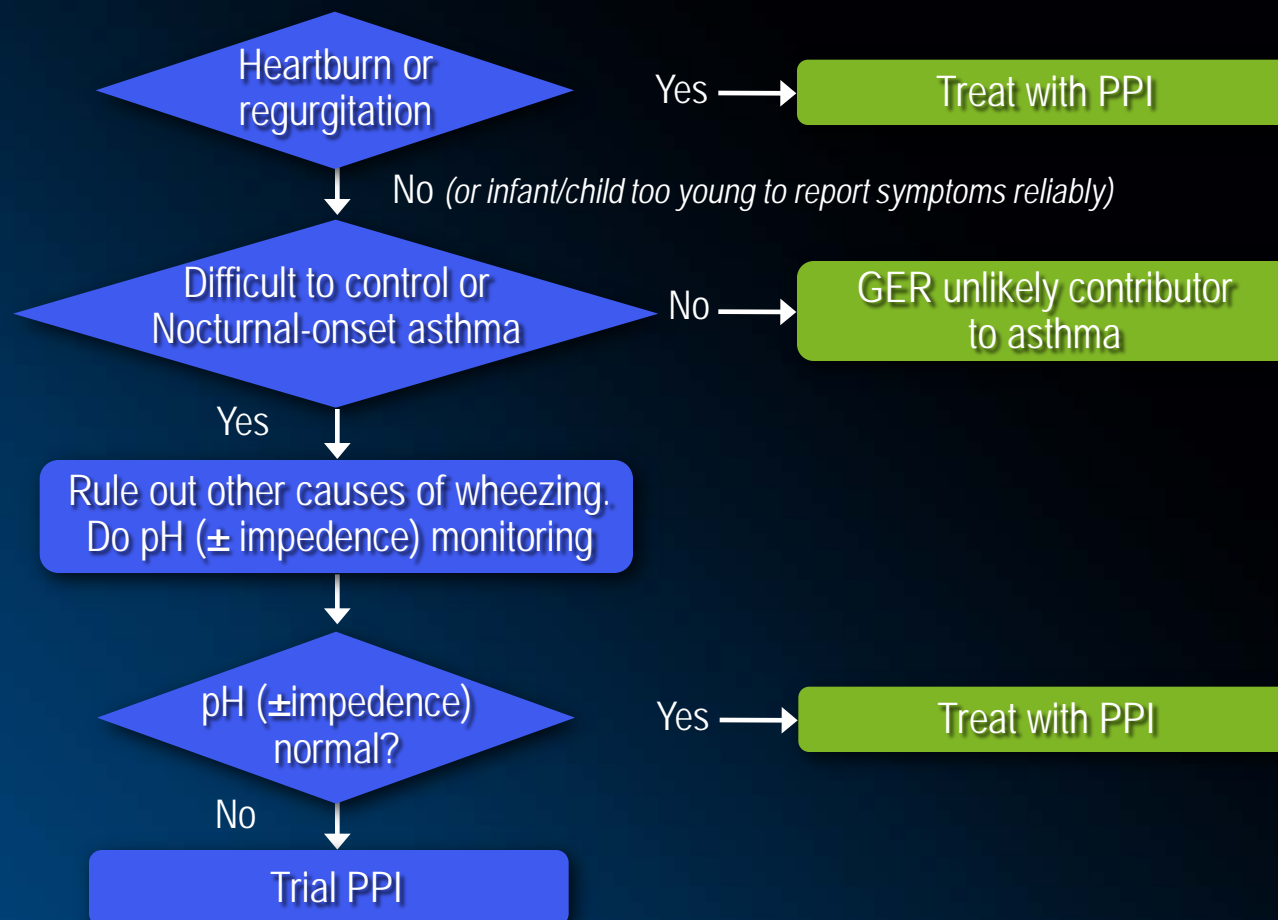 Heartburn or
regurgitation
Yes
Treat with PPI
No (or infant/child too young to report symptoms reliably)
Difficult to control or
Nocturnal-onset asthma
No
GER unlikely contributor
to asthma
Yes
Rule out other causes of wheezing.
Do pH (± impedence) monitoring
pH (±impedence)
normal?
Yes
Treat with PPI
No
Trial PPI